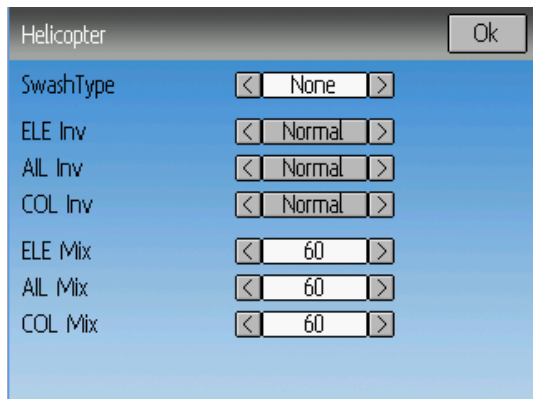 Helicopter Ok
SwashType < None >
ELE Inv < Normal >
AIL Inv < Normal >
COL Inv < Normal >
ELE Mix < 60 >
AIL Mix < 60 >
COL Mix < 60 >